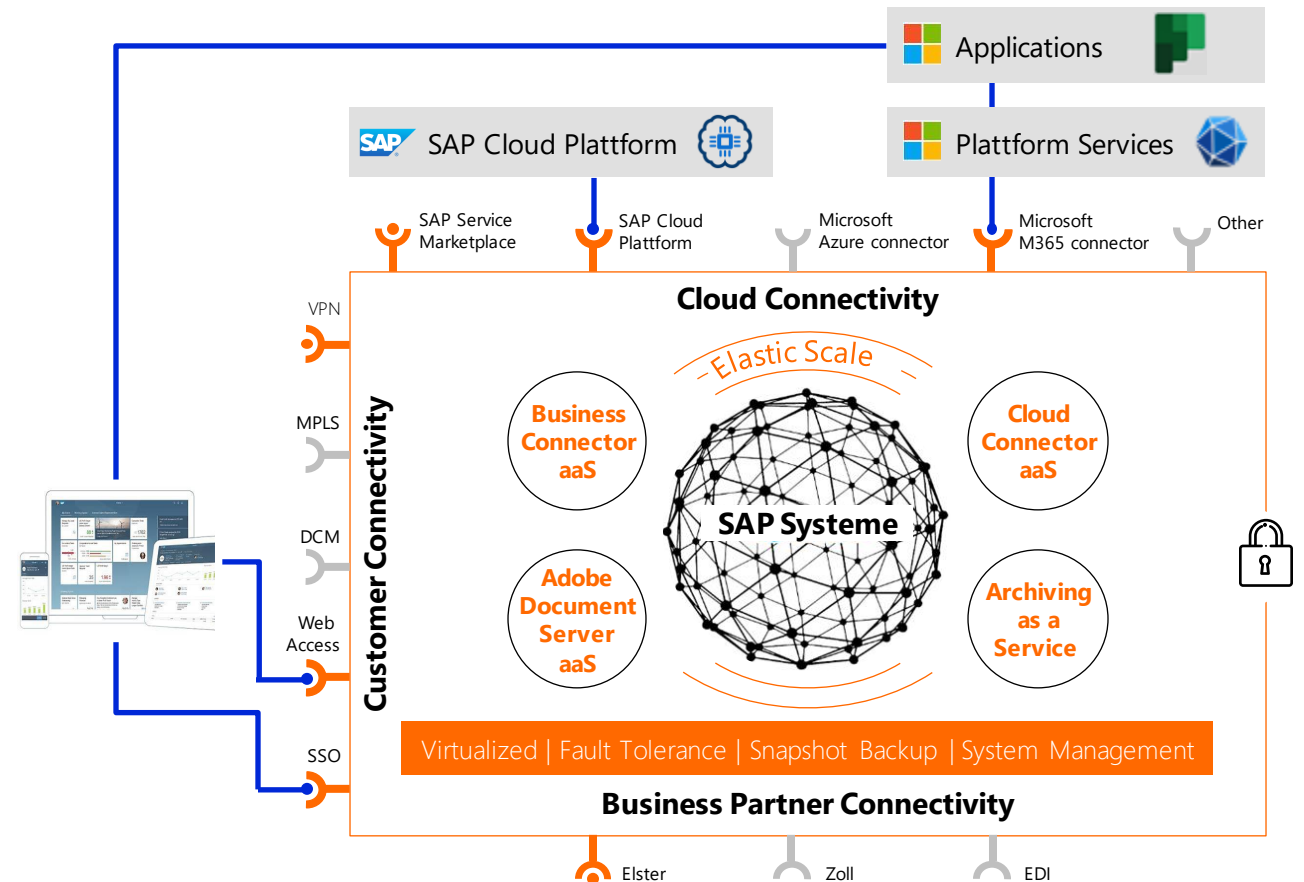 Applications
SAP SAP Cloud Plattform
Plattform Services
SAP Service
Marketplace
SAP Cloud
Plattform
Microsoft
Azure connector
Microsoft
M365 connector
Other
Cloud Connectivity
VPN
Elastic Scale
MPLS
Business
Connector
aaS
Cloud
Connector
aaS
Customer Connectivity
SAP Systeme
DCM
Adobe
Document
Server
aaS
Archiving
as a
Service
Web
Access
SSO
Virtualized | Fault Tolerance | Snapshot Backup | System Management
Business Partner Connectivity
Elster
Zoll
EDI